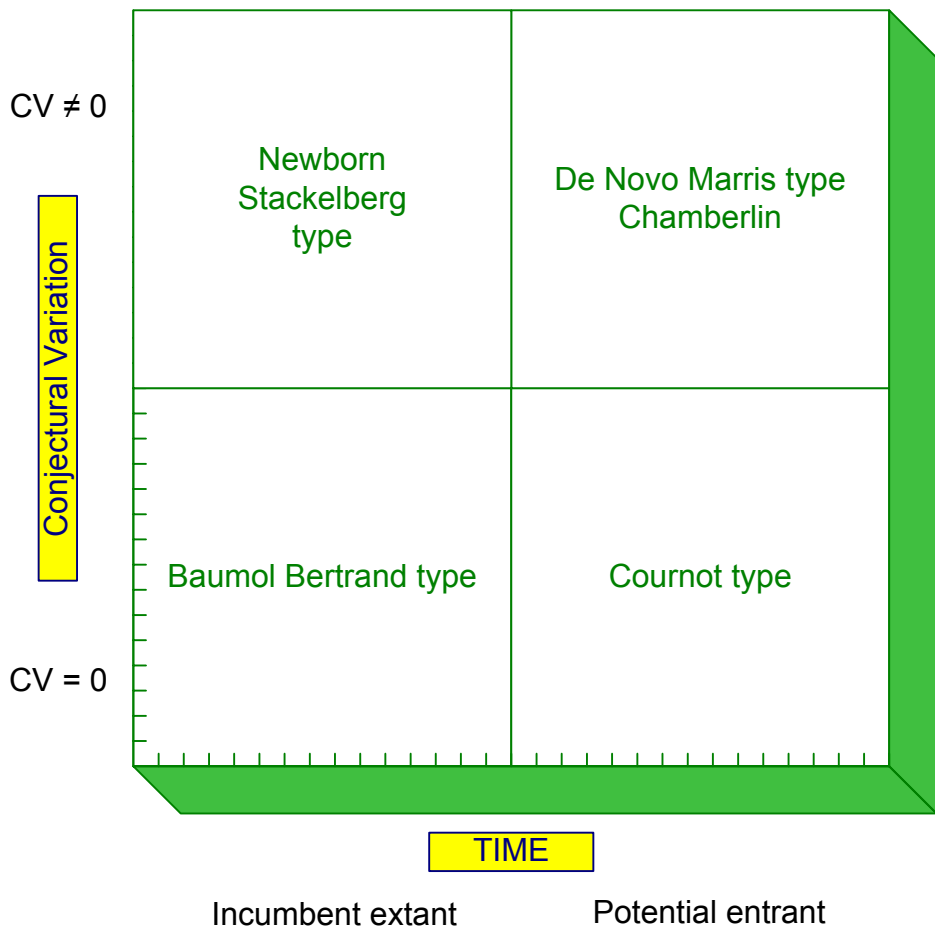 CV ≠ 0
Newborn
Stackelberg
type
De Novo Marris type
Chamberlin
Conjectural Variation
Baumol Bertrand type
Cournot type
CV = 0
TIME
Incumbent extant
Potential entrant